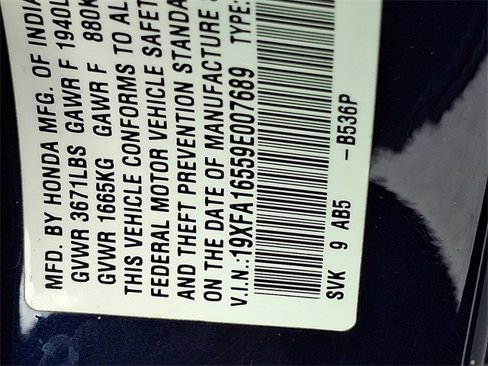 MFD. BY HONDA MFG. OF INDIA
GVWR 3671LBS GAWR F 1940L
GVWR 1665KG GAWR F 880K
THIS VEHICLE CONFORMS TO AL
FEDERAL MOTOR VEHICLE SAFET
AND THEFT PREVENTION STANDA
ON THE DATE OF MANUFACTURE S
V.I.N.:19XFA16559E007689 TYPE:
SVK 9 AB5 -B536P